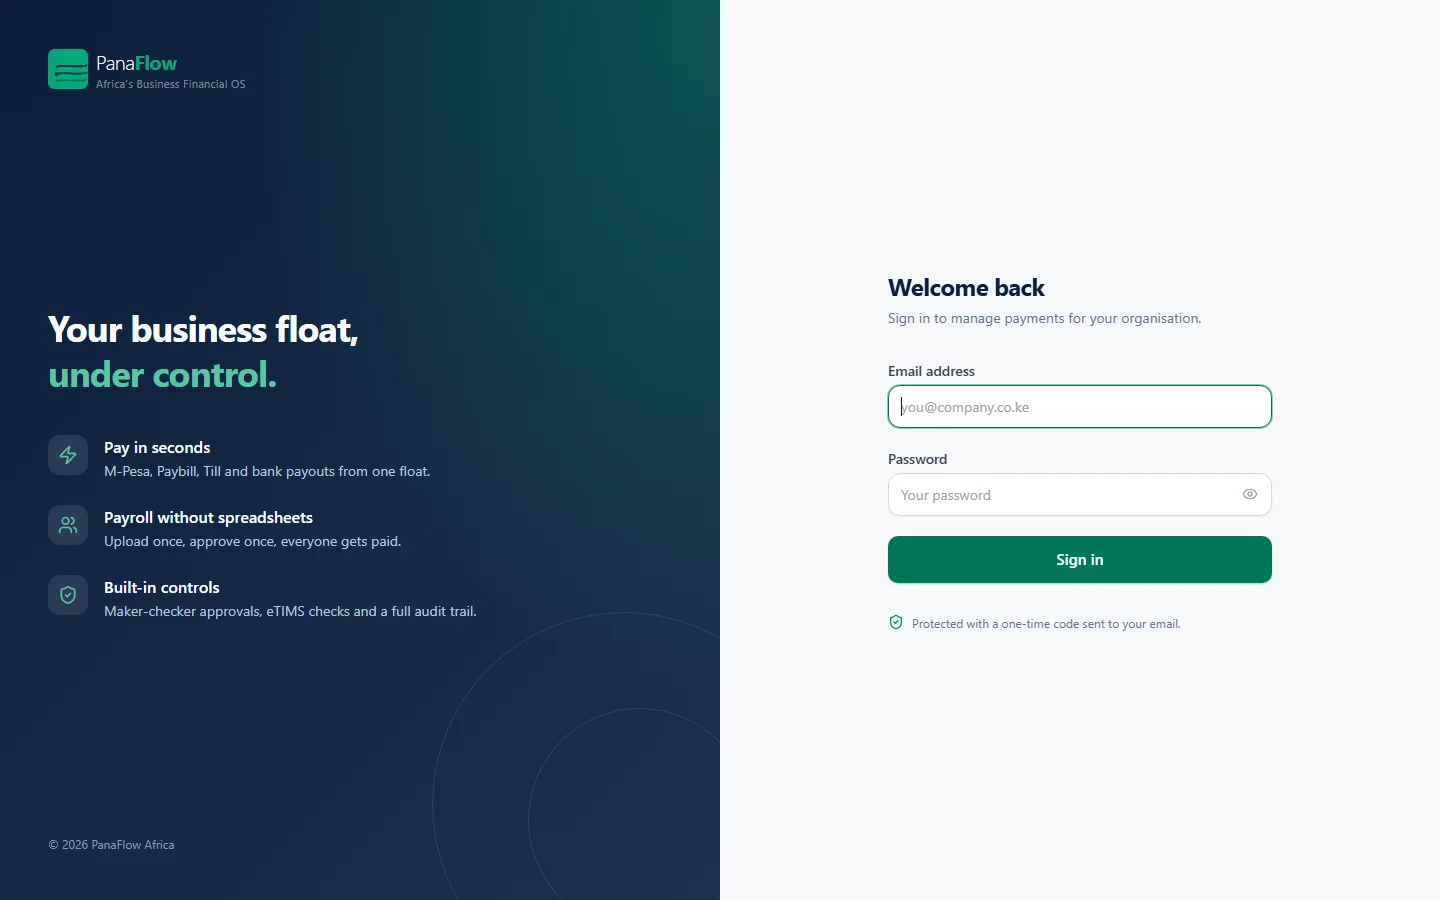 PanaFlow
Africa's Business Financial OS
Your business float,
under control.
Pay in seconds
M-Pesa, Paybill, Till and bank payouts from one float.
Payroll without spreadsheets
Upload once, approve once, everyone gets paid.
Built-in controls
Maker-checker approvals, eTIMS checks and a full audit trail.
© 2026 PanaFlow Africa
Welcome back
Sign in to manage payments for your organisation.
Email address
you@company.co.ke
Password
Your password
Sign in
Protected with a one-time code sent to your email.